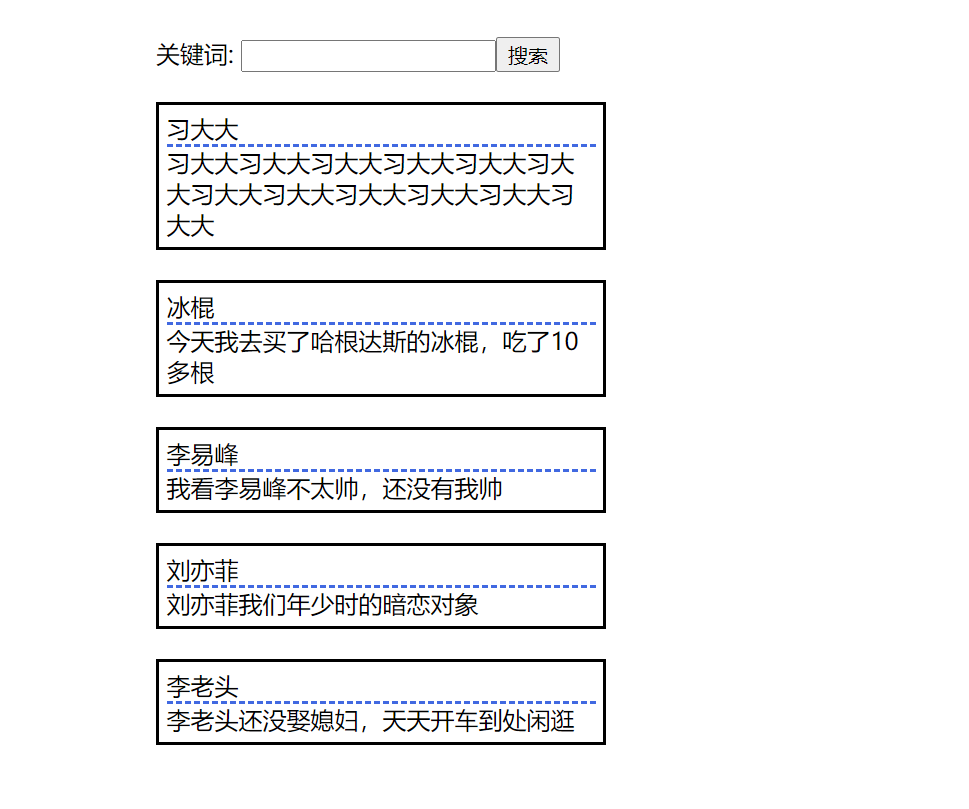 关键词: 搜索
习大大
习大大习大大习大大习大大习大大习大
大习大大习大大习大大习大大习大大习
大大
冰棍
今天我去买了哈根达斯的冰棍，吃了10
多根
李易峰
我看李易峰不太帅，还没有我帅
刘亦菲
刘亦菲我们年少时的暗恋对象
李老头
李老头还没娶媳妇，天天开车到处闲逛